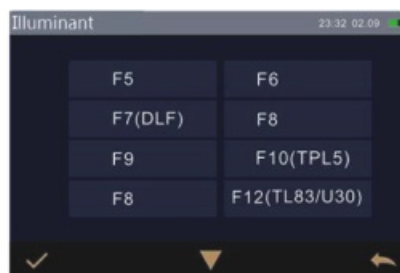 Illuminant 23:32 02.09
F5 F6
F7(DLF) F8
F9 F10(TPL5)
F8 F12(TL83/U30)